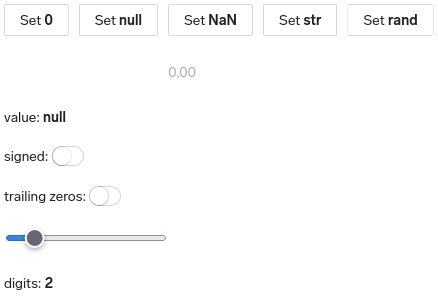 Set 0 Set null Set NaN Set str Set rand
0,00
value: null
signed:
trailing zeros:
digits: 2